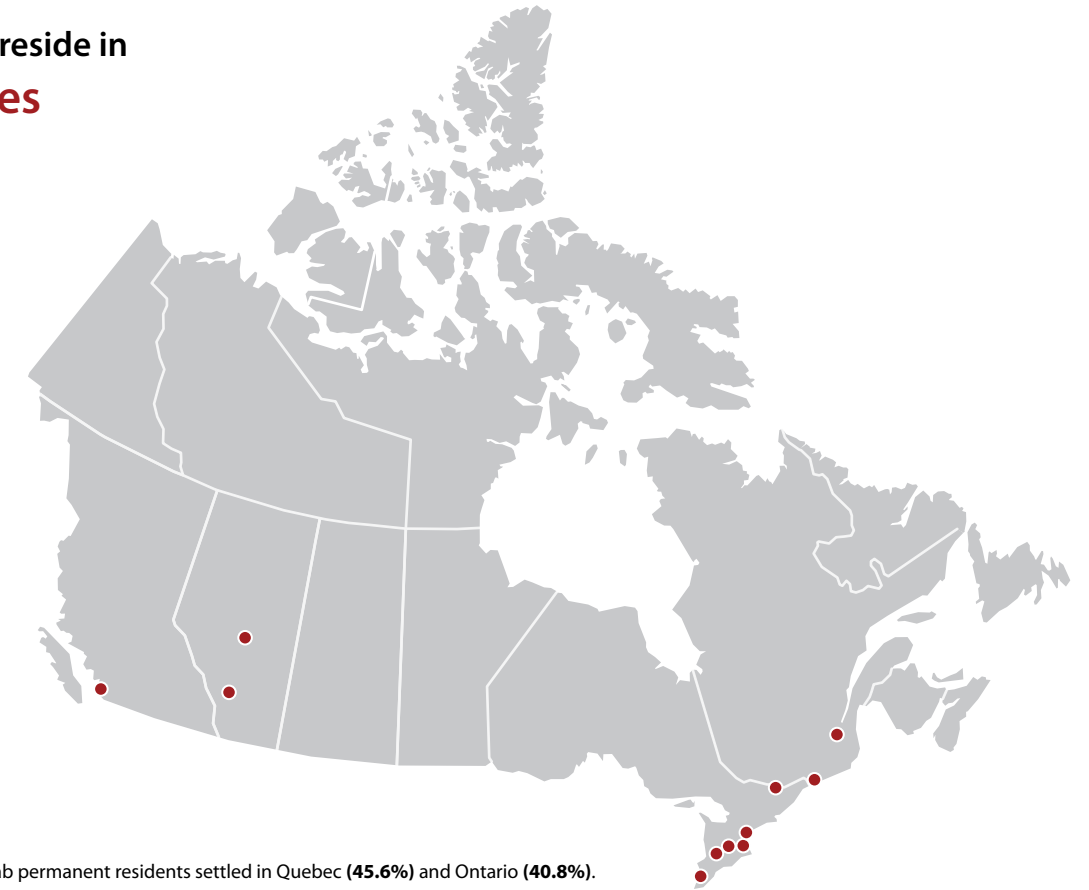 reside in
es
ab permanent residents settled in Quebec (45.6%) and Ontario (40.8%).